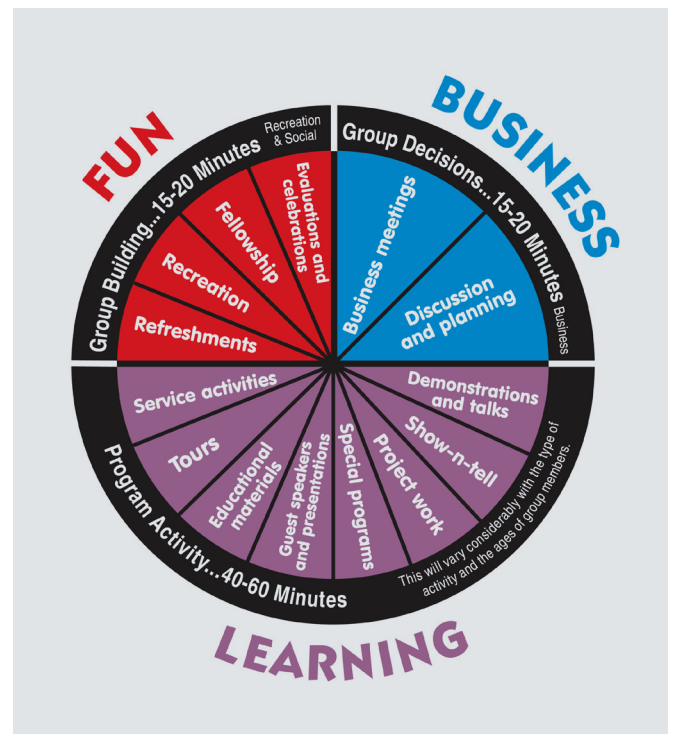 FUN
Group Building...15-20 Minutes
Recreation
& Social
Evaluations and
celebrations
Fellowship
Recreation
Refreshments
BUSINESS
Group Decisions...15-20 Minutes
Business
Business meetings
Discussion
and planning
Demonstrations
and talks
Show-n-tell
Project work
Special programs
Guest speakers
and presentations
Educational
materials
Tours
Service activities
Program Activity...40-60 Minutes
This will vary considerably with the type of
activity and the ages of group members.
LEARNING